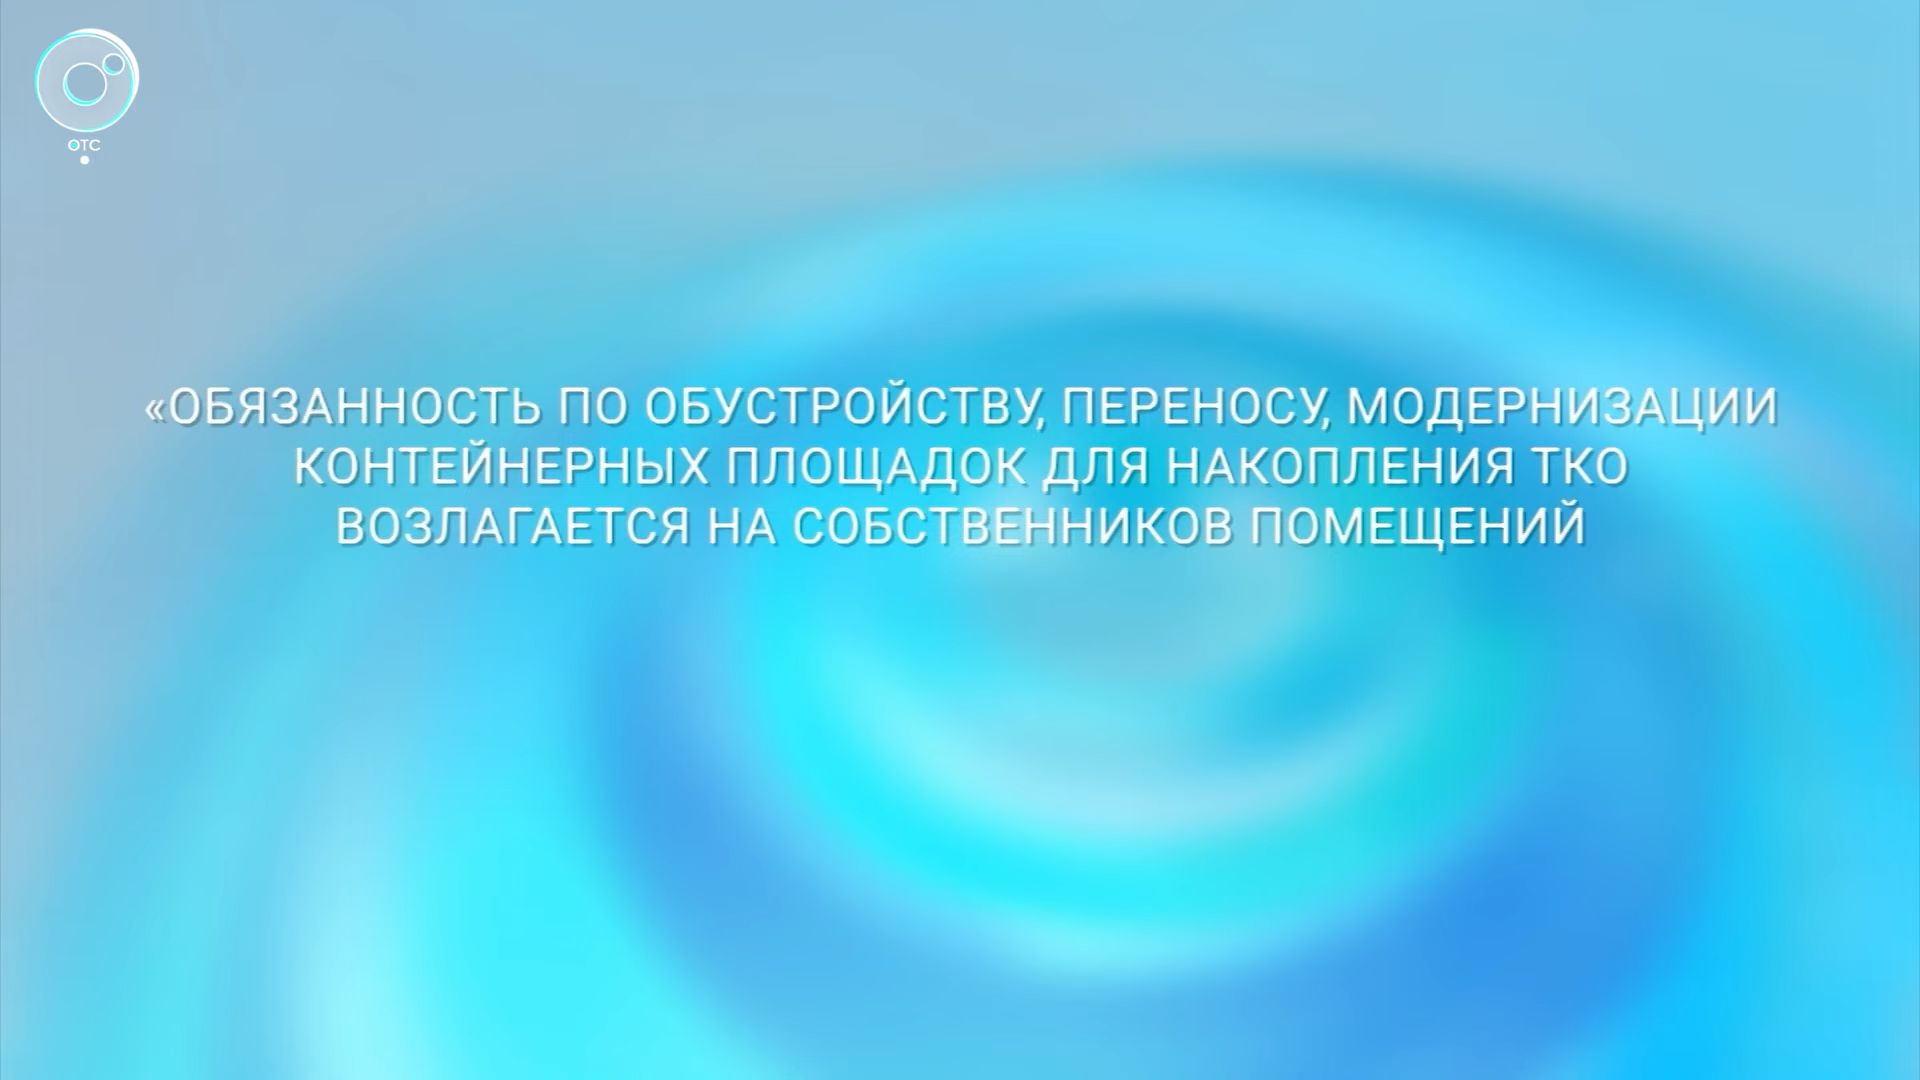 ОТС
«ОБЯЗАННОСТЬ ПО ОБУСТРОЙСТВУ, ПЕРЕНОСУ, МОДЕРНИЗАЦИИ
КОНТЕЙНЕРНЫХ ПЛОЩАДОК ДЛЯ НАКОПЛЕНИЯ ТКО
ВОЗЛАГАЕТСЯ НА СОБСТВЕННИКОВ ПОМЕЩЕНИЙ